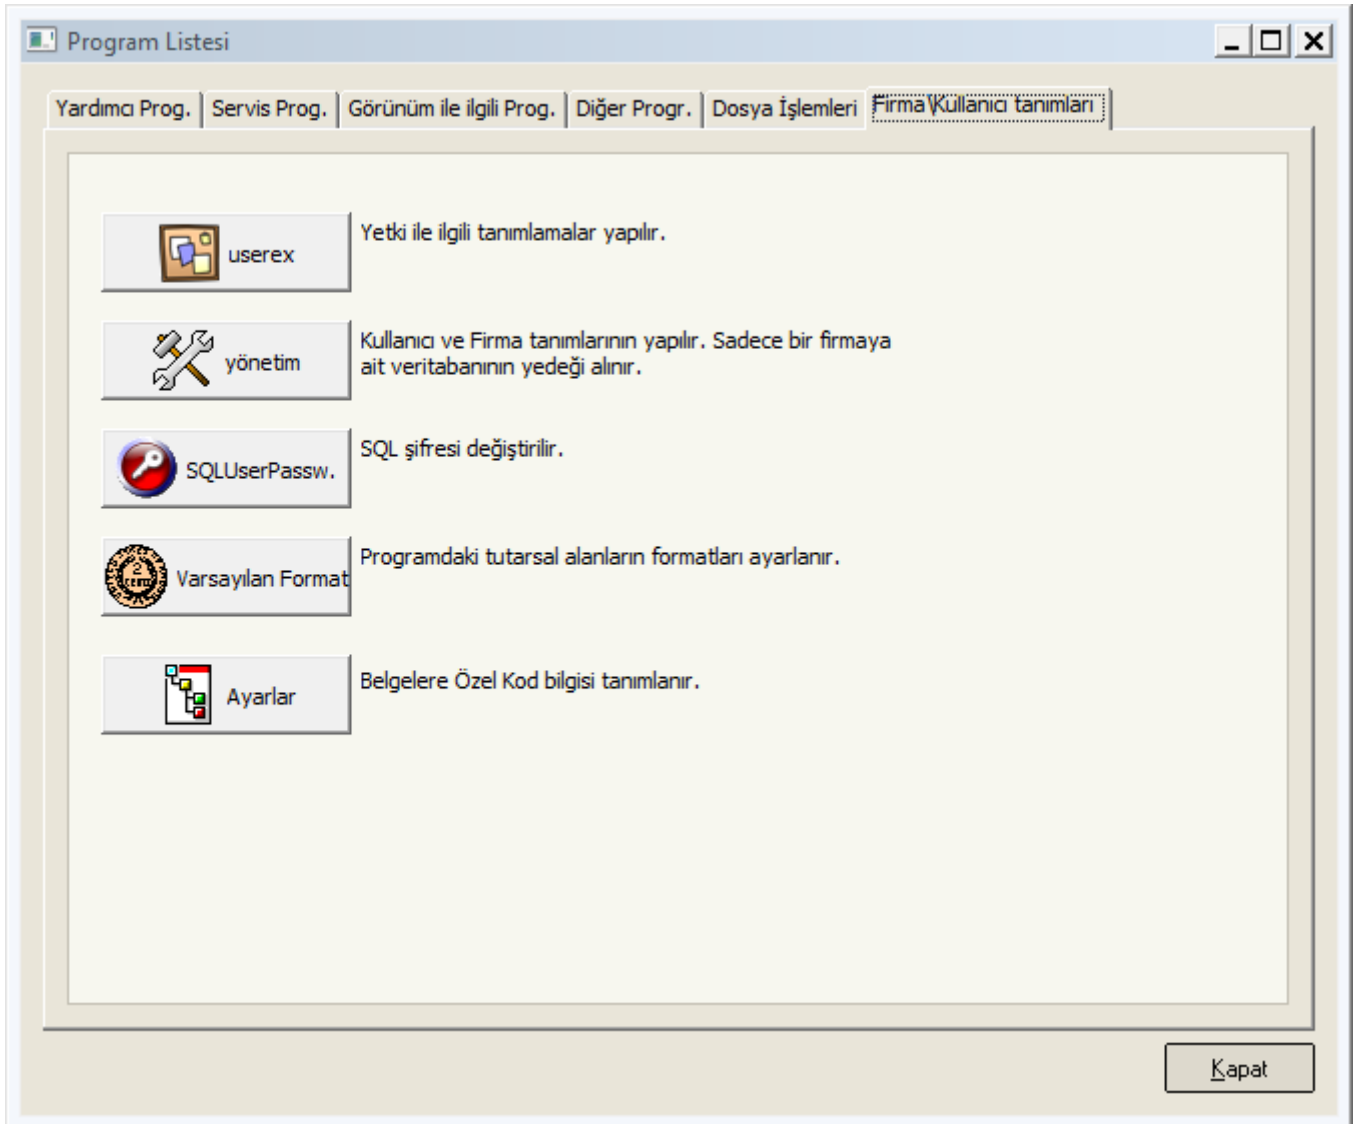 Program Listesi
Yardımcı Prog. Servis Prog. Görünüm ile ilgili Prog. Diğer Progr. Dosya İşlemleri Firma\Kullanıcı tanımları
userex Yetki ile ilgili tanımlamalar yapılır.
yönetim Kullanıcı ve Firma tanımlarının yapılır. Sadece bir firmaya
ait veritabanının yedeği alınır.
SQLUserPassw. SQL şifresi değiştirilir.
2 cent Varsayılan Format Programdaki tutarsal alanların formatları ayarlanır.
Ayarlar Belgelere Özel Kod bilgisi tanımlanır.
Kapat